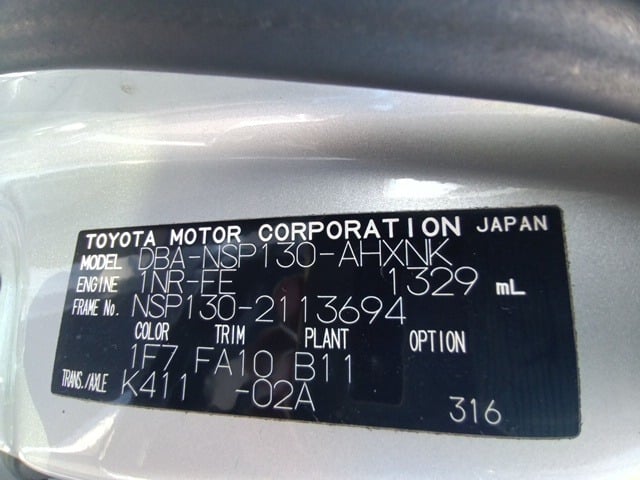 TOYOTA MOTOR CORPORATION JAPAN
MODEL DBA-NSP130-AHXNK
ENGINE 1NR-FE 1329 mL
FRAME No. NSP130-2113694
COLOR TRIM PLANT OPTION
1F7 FA10 B11
TRANS./AXLE K411 -02A
316